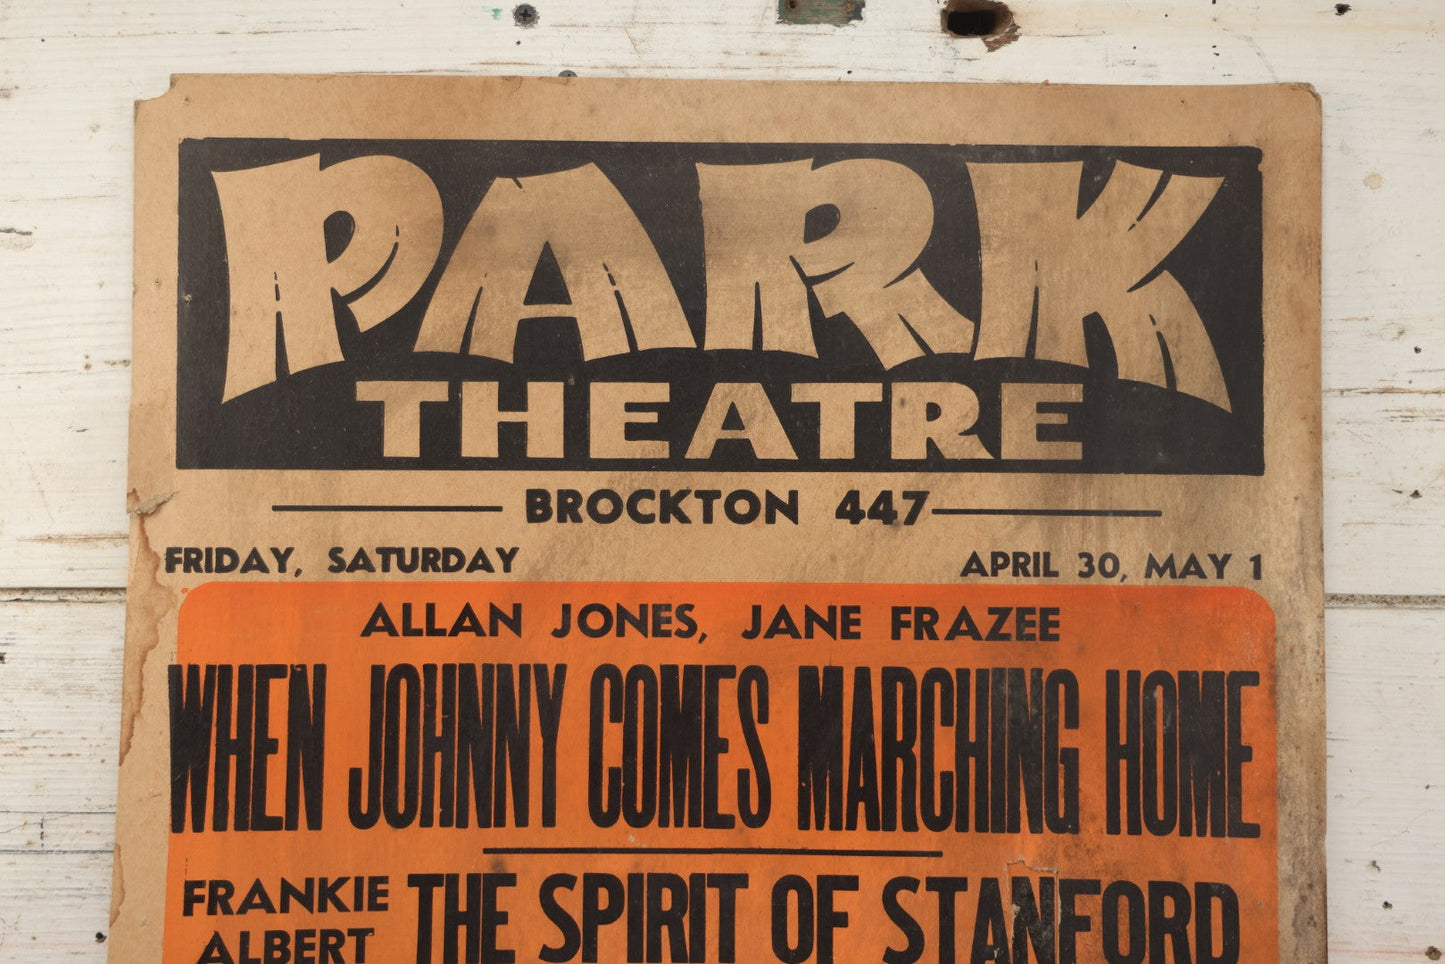 PARK
THEATRE
BROCKTON 447
FRIDAY, SATURDAY APRIL 30, MAY 1
ALLAN JONES, JANE FRAZEE
WHEN JOHNNY COMES MARCHING HOME
FRANKIE
ALBERT
THE SPIRIT OF STANFORD